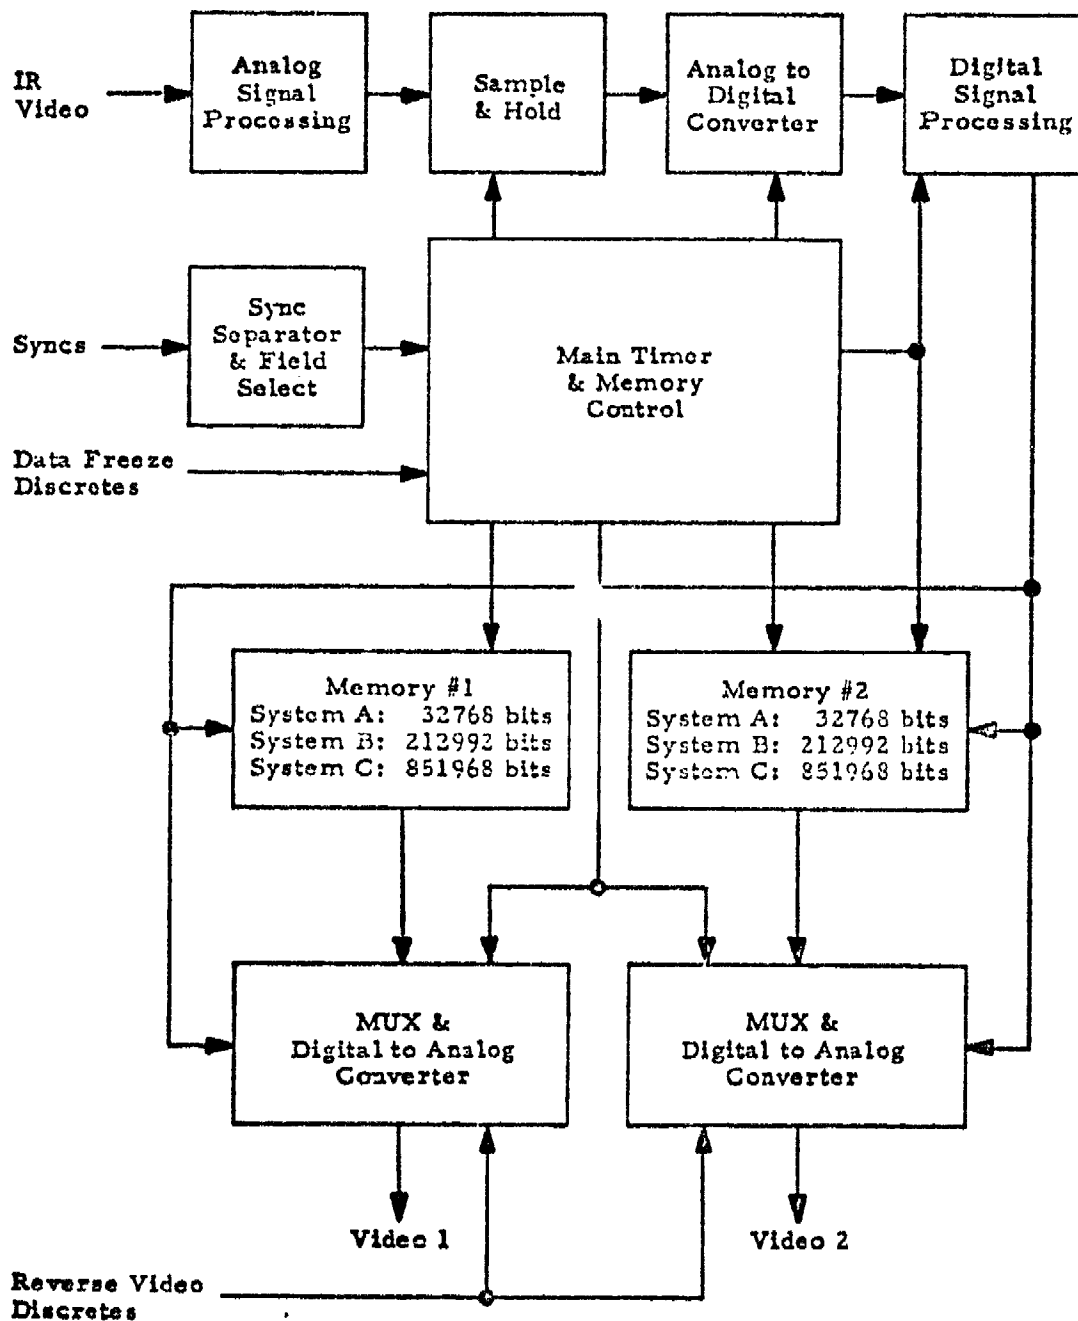 IR
Video
Analog
Signal
Processing
Sample
& Hold
Analog to
Digital
Converter
Digital
Signal
Processing
Syncs
Sync
Separator
& Field
Select
Main Timer
& Memory
Control
Data Freeze
Discretes
Memory #1
System A: 32768 bits
System B: 212992 bits
System C: 851968 bits
Memory #2
System A: 32768 bits
System B: 212992 bits
System C: 851968 bits
MUX &
Digital to Analog
Converter
MUX &
Digital to Analog
Converter
Video 1
Video 2
Reverse Video
Discretes